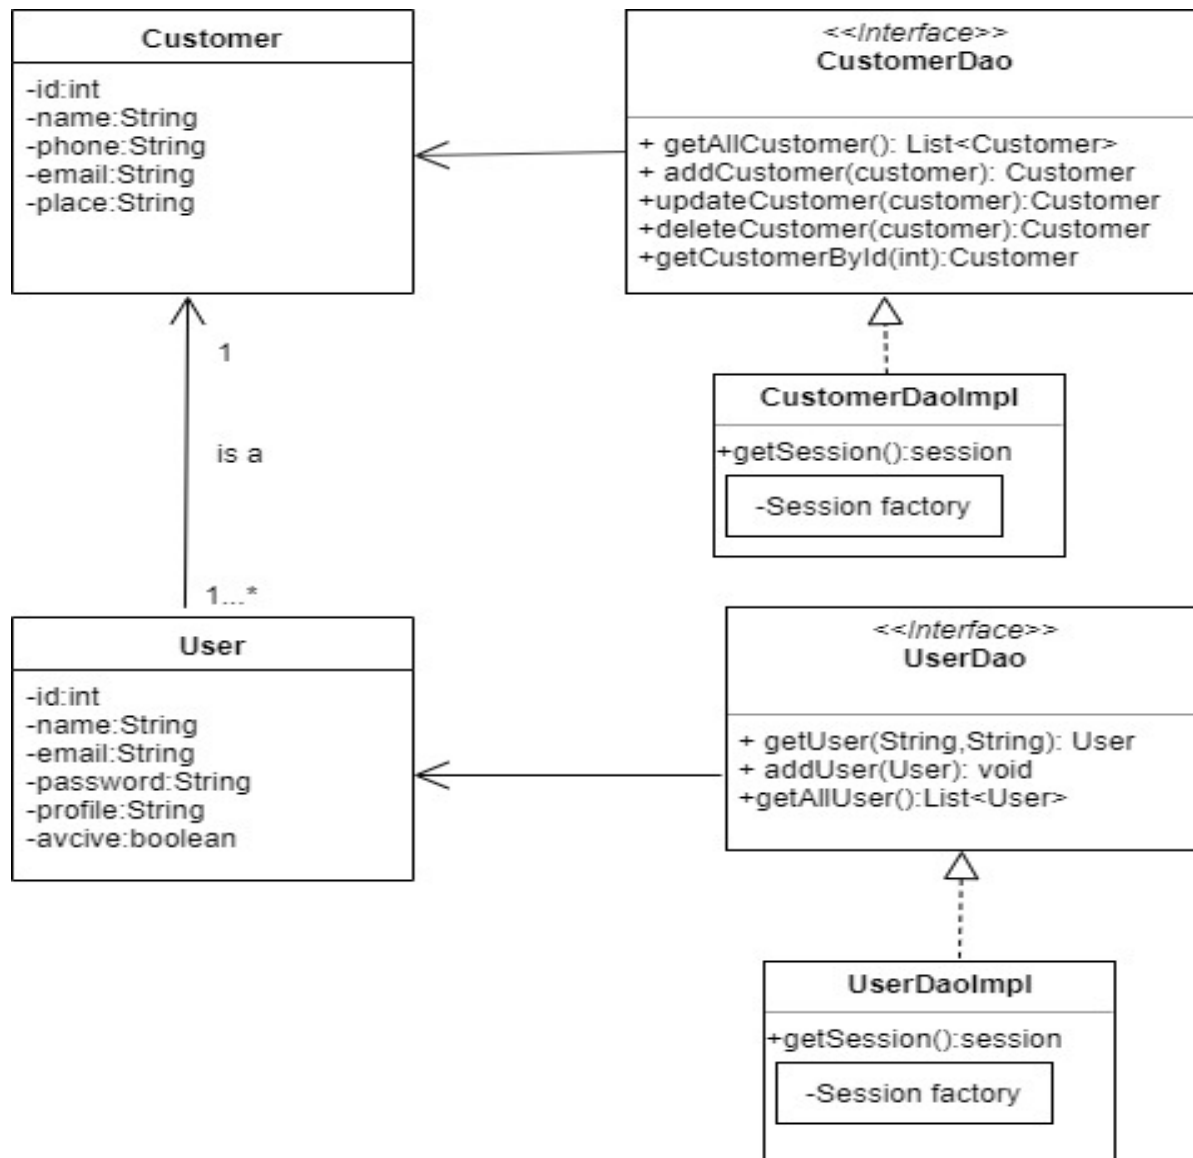 Customer
-id:int
-name:String
-phone:String
-email:String
-place:String
<<Interface>>
CustomerDao
+ getAllCustomer(): List<Customer>
+ addCustomer(customer): Customer
+updateCustomer(customer):Customer
+deleteCustomer(customer):Customer
+getCustomerById(int):Customer
1
is a
1...*
CustomerDaoImpl
+getSession():session
-Session factory
User
-id:int
-name:String
-email:String
-password:String
-profile:String
-avcive:boolean
<<Interface>>
UserDao
+ getUser(String,String): User
+ addUser(User): void
+getAllUser():List<User>
UserDaoImpl
+getSession():session
-Session factory